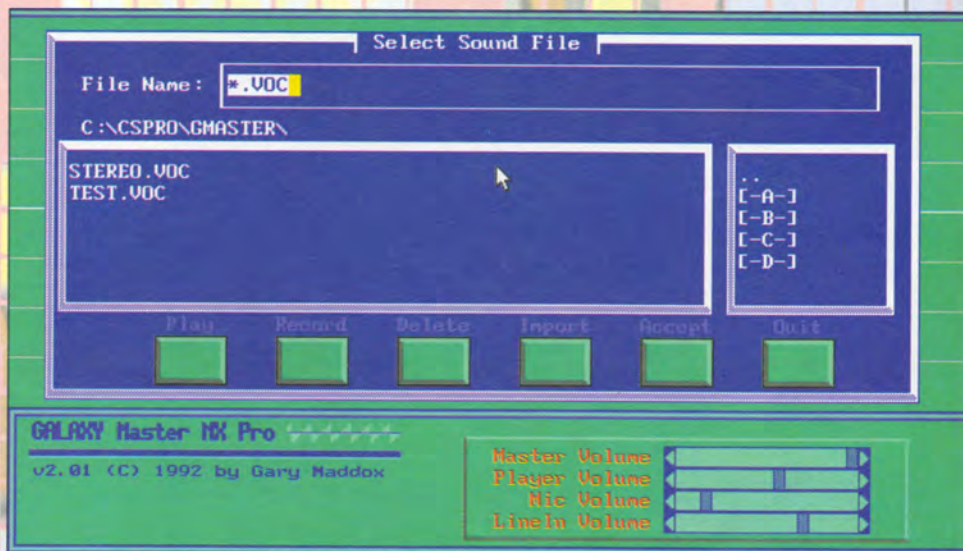 Select Sound File
File Name: *.VOC
C:\CSPRO\GMASTER\
STEREO.VOC
TEST.VOC
..
[-A-]
[-B-]
[-C-]
[-D-]
Play Record Delete Import Accept Quit
GALAXY Master NX Pro
v2.01 (C) 1992 by Gary Maddox
Master Volume
Player Volume
Mic Volume
LineIn Volume